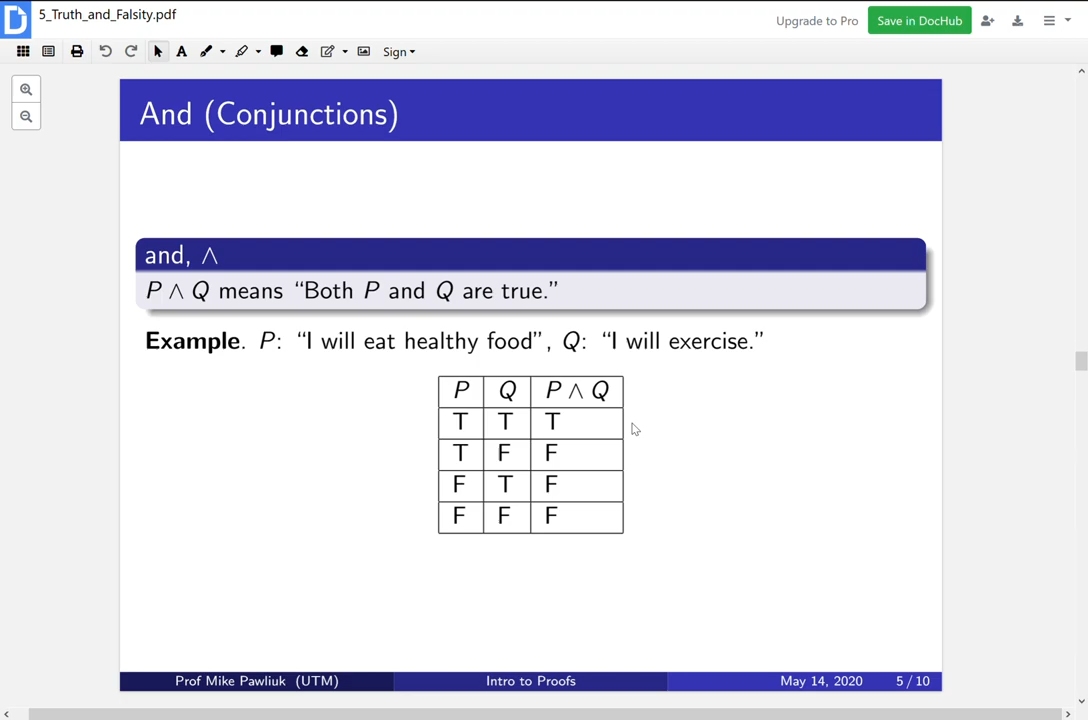 5_Truth_and_Falsity.pdf
Upgrade to Pro
Save in DocHub
A
Sign
And (Conjunctions)
and, ∧
P ∧ Q means “Both P and Q are true.”
Example. P: “I will eat healthy food”, Q: “I will exercise.”
P Q P ∧ Q
T T T
T F F
F T F
F F F
Prof Mike Pawliuk (UTM) Intro to Proofs May 14, 2020 5 / 10